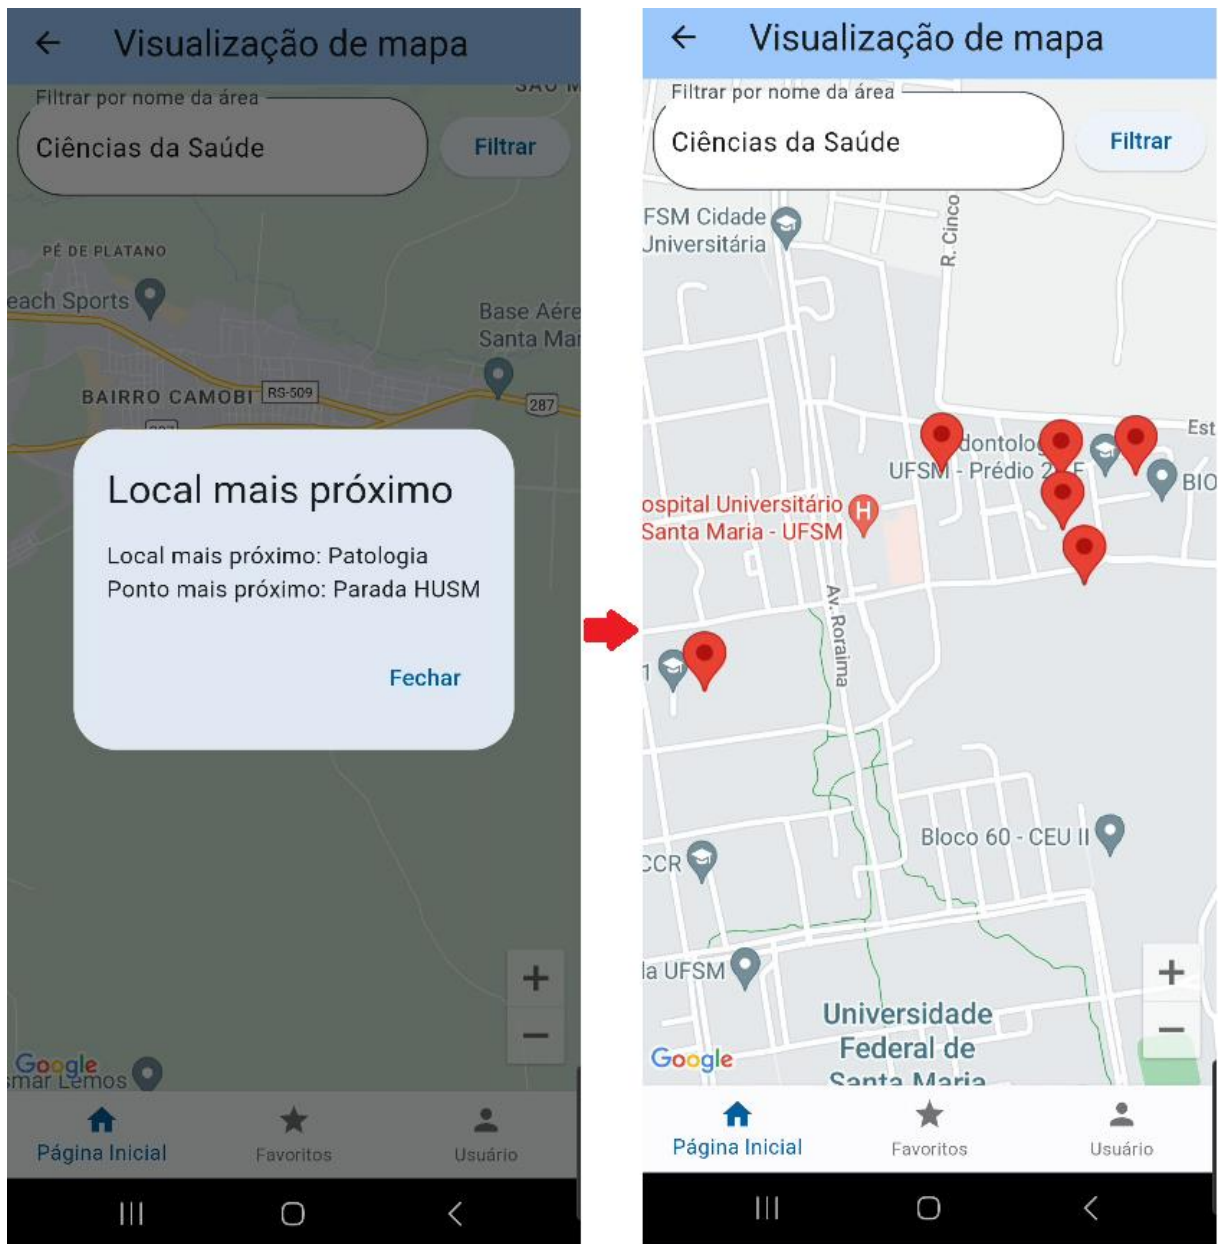 Visualização de mapa
Filtrar por nome da área
Ciências da Saúde
Filtrar
PÉ DE PLATANO
each Sports
Base Aére
Santa Mar
BAIRRO CAMOBI
RS-509
287
Local mais próximo
Local mais próximo: Patologia
Ponto mais próximo: Parada HUSM
Fechar
+
−
Google
smar Lemos
Página Inicial
Favoritos
Usuário
Visualização de mapa
Filtrar por nome da área
Ciências da Saúde
Filtrar
FSM Cidade
Universitária
R. Cinco
Est
dontolo
UFSM - Prédio 2
F
BIO
ospital Universitário
H
Santa Maria - UFSM
Av. Roraima
1
Bloco 60 - CEU II
CCR
la UFSM
+
−
Universidade
Federal de
Santa Maria
Google
Página Inicial
Favoritos
Usuário